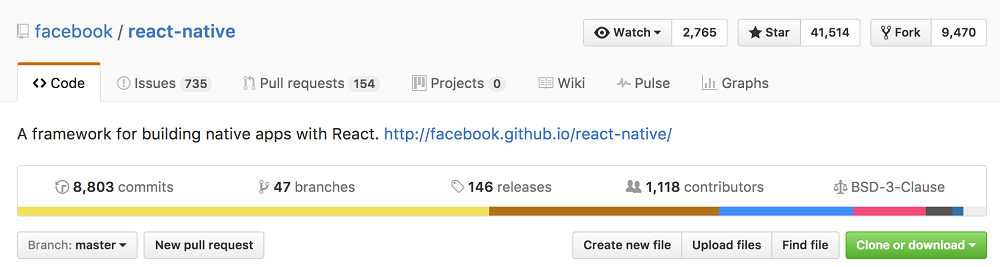 facebook / react-native Watch 2,765 Star 41,514 Fork 9,470
Code Issues 735 Pull requests 154 Projects 0 Wiki Pulse Graphs
A framework for building native apps with React. http://facebook.github.io/react-native/
8,803 commits 47 branches 146 releases 1,118 contributors BSD-3-Clause
Branch: master New pull request Create new file Upload files Find file Clone or download